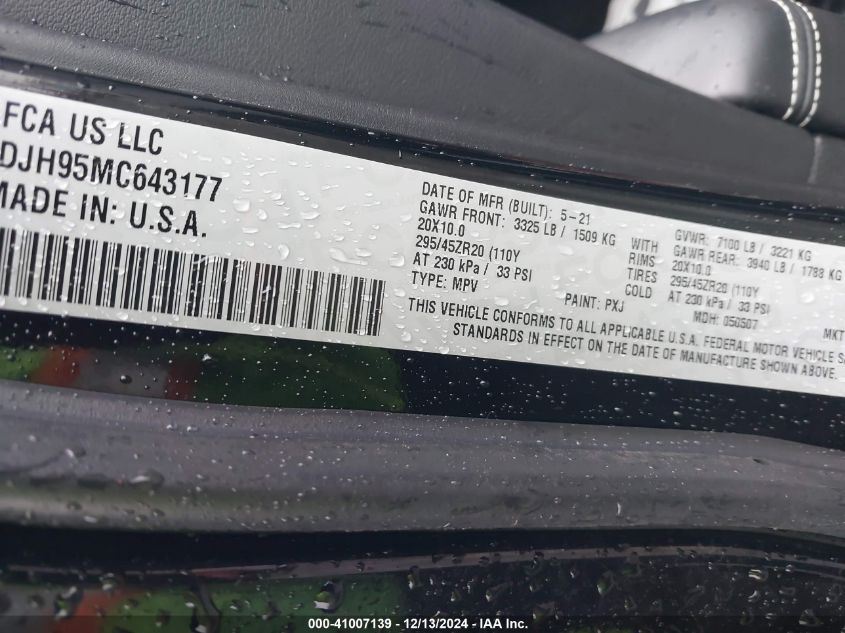 FCA US LLC
DJH95MC643177
MADE IN: U.S.A.
DATE OF MFR (BUILT): 5-21
GAWR FRONT: 3325 LB / 1509 KG
20X10.0
295/45ZR20 (110Y
AT 230 kPa / 33 PSI
TYPE: MPV
WITH
RIMS
TIRES
COLD
GVWR: 7100 LB / 3221 KG
GAWR REAR: 3940 LB / 1788 KG
20X10.0
295/45ZR20 (110Y
AT 230 kPa / 33 PSI
PAINT: PXJ
MDH: 050507
MKT
THIS VEHICLE CONFORMS TO ALL APPLICABLE U.S.A. FEDERAL MOTOR VEHICLE
STANDARDS IN EFFECT ON THE DATE OF MANUFACTURE SHOWN ABOVE.
000-41007139 - 12/13/2024 - IAA Inc.